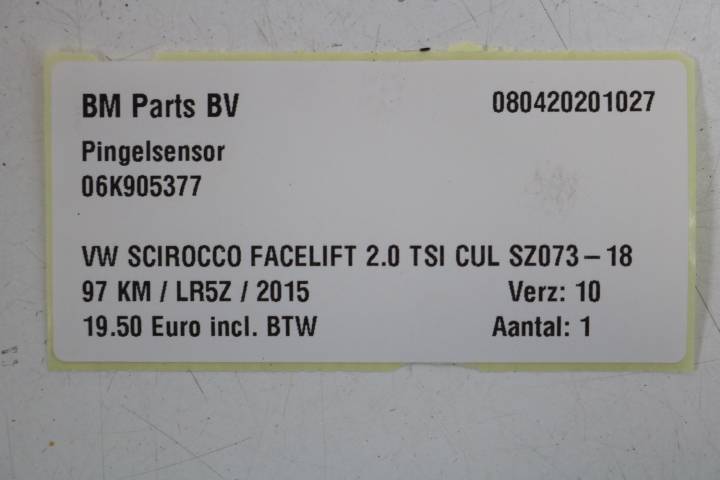 BM Parts BV 080420201027
Pingelsensor
06K905377
VW SCIROCCO FACELIFT 2.0 TSI CUL SZ073-18
97 KM / LR5Z / 2015 Verz: 10
19.50 Euro incl. BTW Aantal: 1